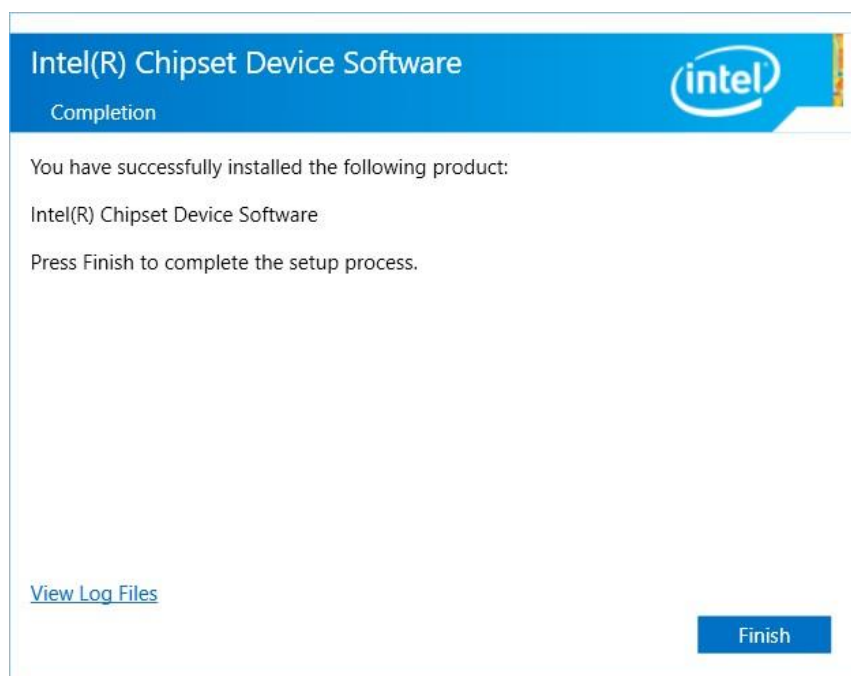 Intel(R) Chipset Device Software
intel
Completion
You have successfully installed the following product:
Intel(R) Chipset Device Software
Press Finish to complete the setup process.
View Log Files
Finish